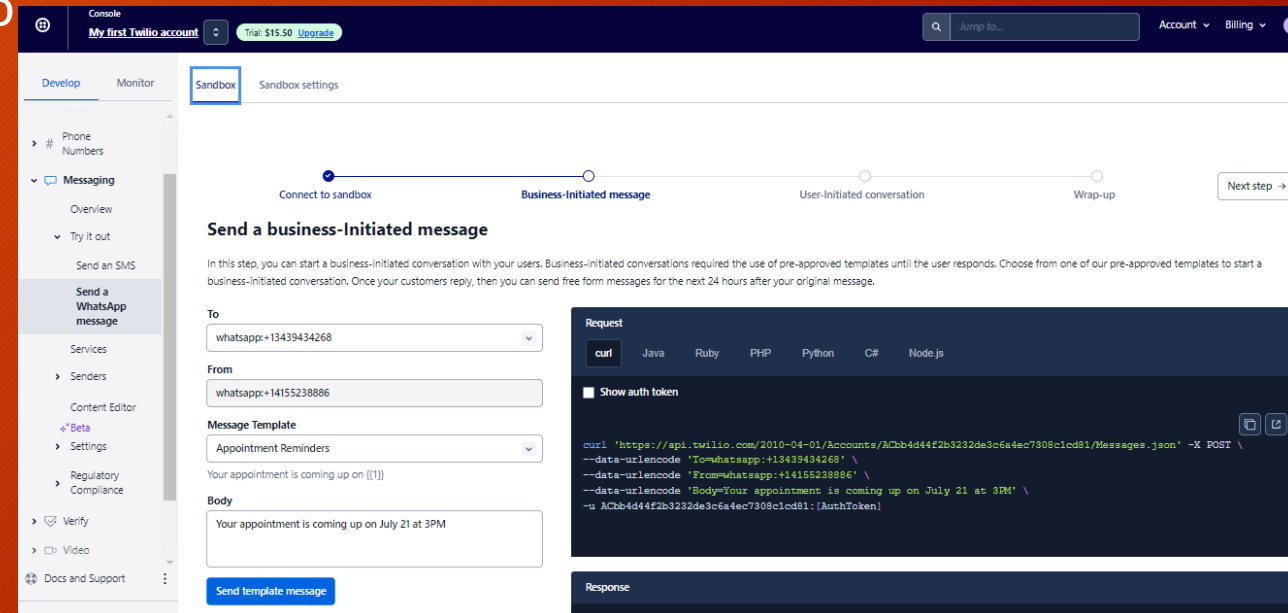 Console
My first Twilio account
Trial: $15.50 Upgrade
Jump to...
Account
Billing
Develop
Monitor
Sandbox
Sandbox settings
# Phone
Numbers
Messaging
Overview
Try it out
Send an SMS
Send a
WhatsApp
message
Services
Senders
Content Editor
Beta
Settings
Regulatory
Compliance
Verify
Video
Docs and Support
Connect to sandbox
Business-Initiated message
User-Initiated conversation
Wrap-up
Next step →
Send a business-Initiated message
In this step, you can start a business-initiated conversation with your users. Business-initiated conversations required the use of pre-approved templates until the user responds. Choose from one of our pre-approved templates to start a
business-initiated conversation. Once your customers reply, then you can send free form messages for the next 24 hours after your original message.
To
whatsapp:+13439434268
From
whatsapp:+14155238886
Message Template
Appointment Reminders
Your appointment is coming up on {{1}}
Body
Your appointment is coming up on July 21 at 3PM
Send template message
Request
curl
Java
Ruby
PHP
Python
C#
Node.js
Show auth token
curl 'https://api.twilio.com/2010-04-01/Accounts/ACbb4d44f2b3232de3c6a4ec7308c1cd81/Messages.json' -X POST \
--data-urlencode 'To=whatsapp:+13439434268' \
--data-urlencode 'From=whatsapp:+14155238886' \
--data-urlencode 'Body=Your appointment is coming up on July 21 at 3PM' \
-u ACbb4d44f2b3232de3c6a4ec7308c1cd81:[AuthToken]
Response